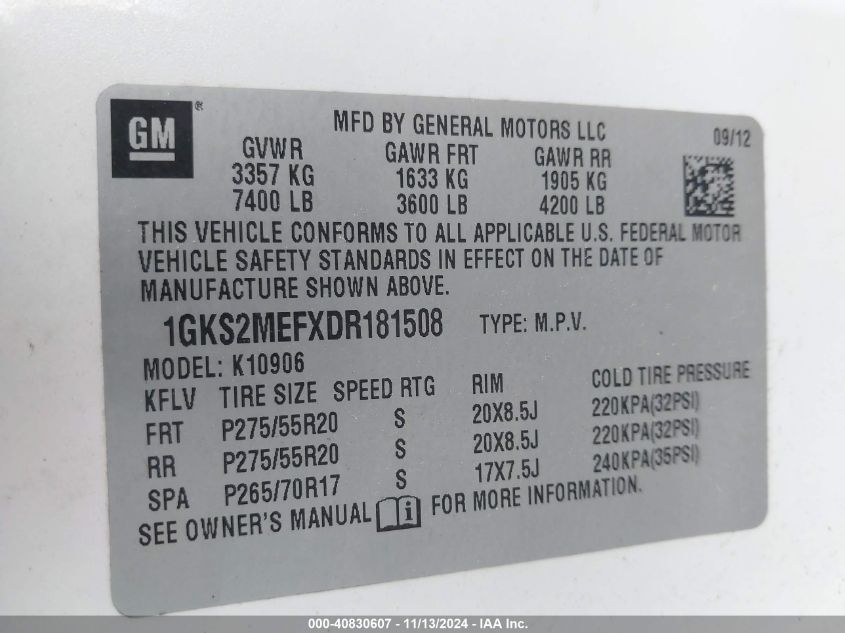 GM ®
MFD BY GENERAL MOTORS LLC 09/12
GVWR GAWR FRT GAWR RR
3357 KG 1633 KG 1905 KG
7400 LB 3600 LB 4200 LB
THIS VEHICLE CONFORMS TO ALL APPLICABLE U.S. FEDERAL MOTOR
VEHICLE SAFETY STANDARDS IN EFFECT ON THE DATE OF
MANUFACTURE SHOWN ABOVE.
1GKS2MEFXDR181508 TYPE: M.P.V.
MODEL: K10906
KFLV TIRE SIZE SPEED RTG RIM COLD TIRE PRESSURE
FRT P275/55R20 S 20X8.5J 220KPA(32PSI)
RR P275/55R20 S 20X8.5J 220KPA(32PSI)
SPA P265/70R17 S 17X7.5J 240KPA(35PSI)
SEE OWNER'S MANUAL i FOR MORE INFORMATION.
©000-40830607 - 11/13/2024 - IAA Inc.